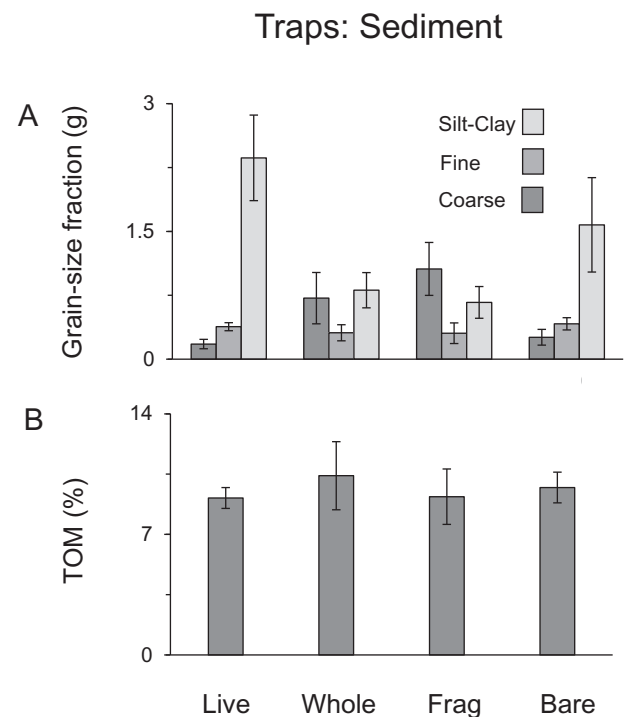 Traps: Sediment
A
Grain-size fraction (g)
3
1.5
0
Silt-Clay
Fine
Coarse
B
TOM (%)
14
7
0
Live Whole Frag Bare